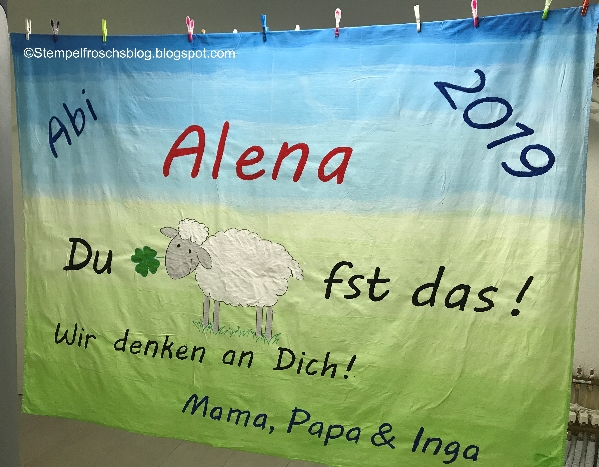 ©Stempelfroschsblog.blogspot.com
Abi
2019
Alena
Du fst das!
Wir denken an Dich!
Mama, Papa & Inga